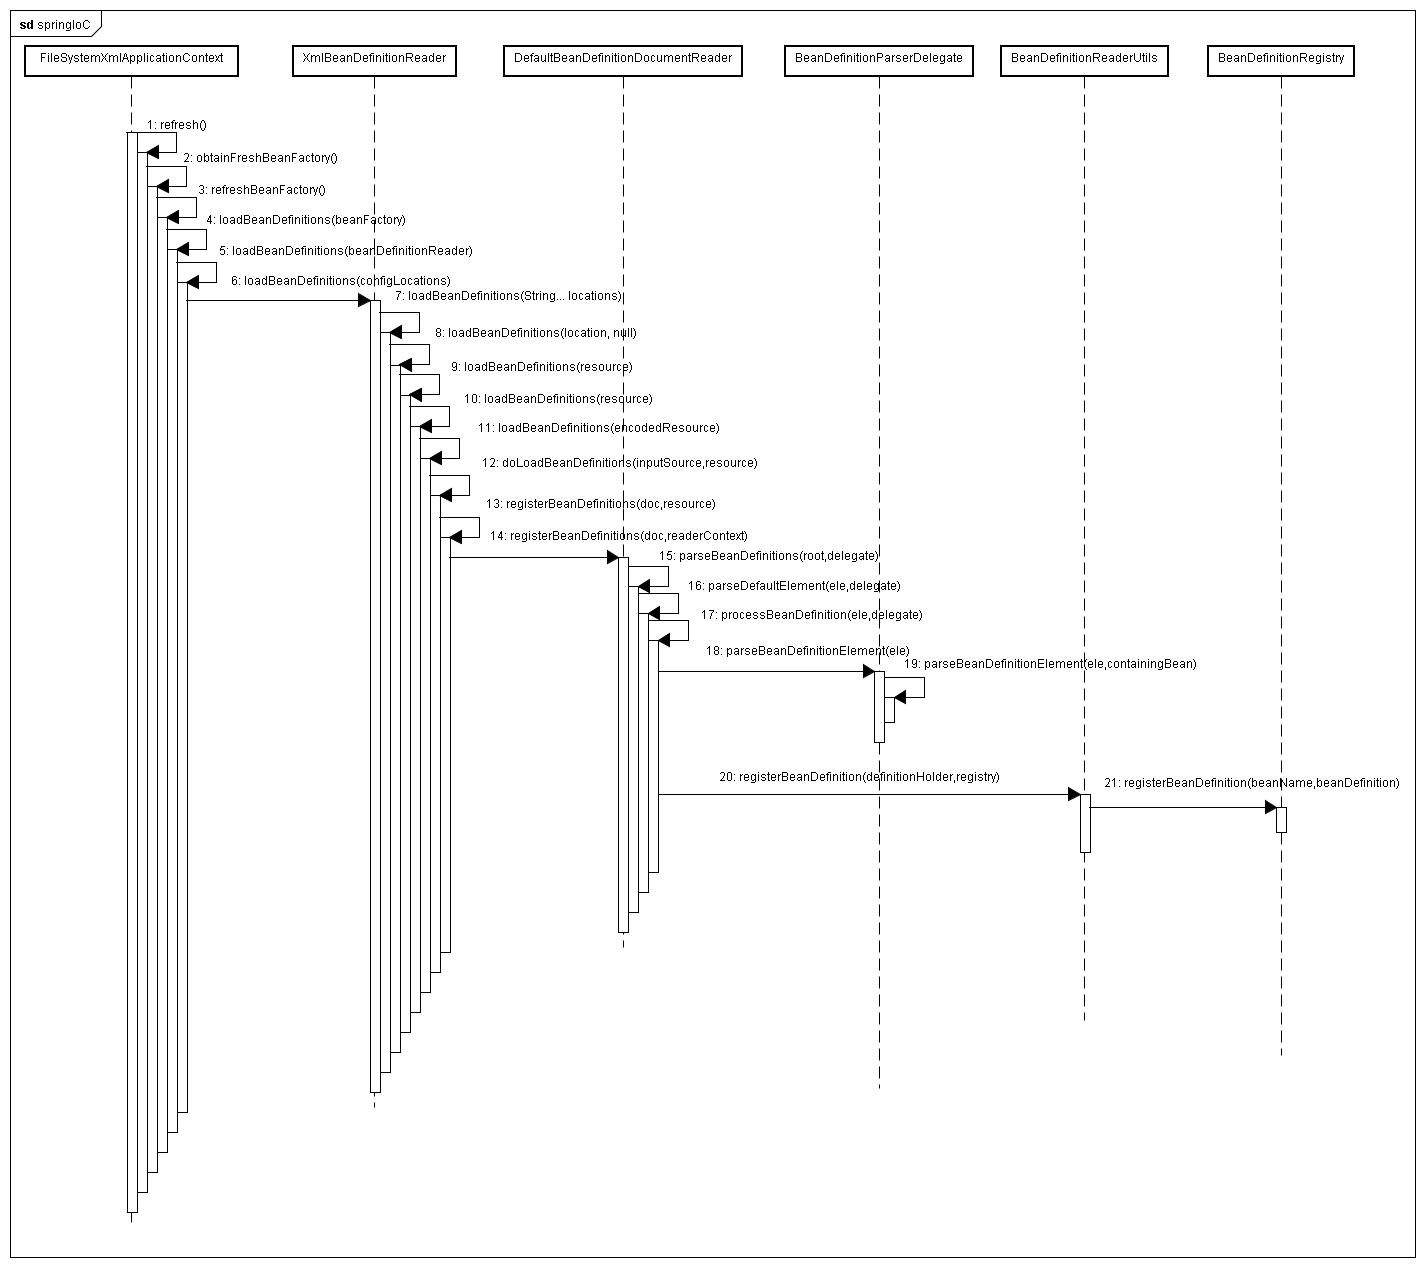 sd springIoC
FileSystemXmlApplicationContext
XmlBeanDefinitionReader
DefaultBeanDefinitionDocumentReader
BeanDefinitionParserDelegate
BeanDefinitionReaderUtils
BeanDefinitionRegistry
1: refresh()
2: obtainFreshBeanFactory()
3: refreshBeanFactory()
4: loadBeanDefinitions(beanFactory)
5: loadBeanDefinitions(beanDefinitionReader)
6: loadBeanDefinitions(configLocations)
7: loadBeanDefinitions(String... locations)
8: loadBeanDefinitions(location, null)
9: loadBeanDefinitions(resource)
10: loadBeanDefinitions(resource)
11: loadBeanDefinitions(encodedResource)
12: doLoadBeanDefinitions(inputSource,resource)
13: registerBeanDefinitions(doc,resource)
14: registerBeanDefinitions(doc,readerContext)
15: parseBeanDefinitions(root,delegate)
16: parseDefaultElement(ele,delegate)
17: processBeanDefinition(ele,delegate)
18: parseBeanDefinitionElement(ele)
19: parseBeanDefinitionElement(ele,containingBean)
20: registerBeanDefinition(definitionHolder,registry)
21: registerBeanDefinition(beanName,beanDefinition)